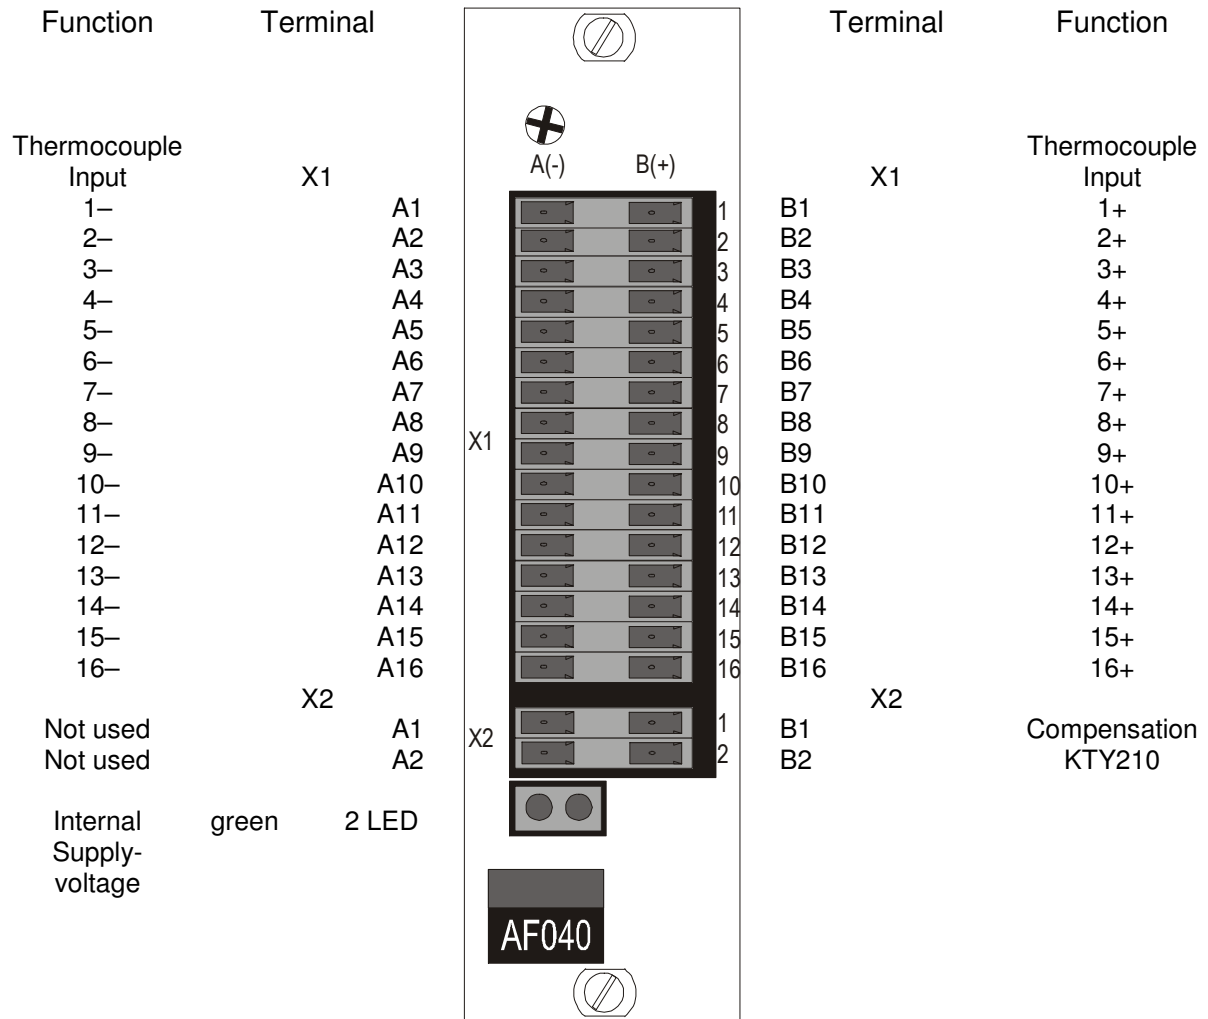 Function Terminal Terminal Function
Thermocouple Thermocouple
Input X1 A(-) B(+) X1 Input
1– A1 1 B1 1+
2– A2 2 B2 2+
3– A3 3 B3 3+
4– A4 4 B4 4+
5– A5 5 B5 5+
6– A6 6 B6 6+
7– A7 7 B7 7+
8– A8 8 B8 8+
X1
9– A9 9 B9 9+
10– A10 10 B10 10+
11– A11 11 B11 11+
12– A12 12 B12 12+
13– A13 13 B13 13+
14– A14 14 B14 14+
15– A15 15 B15 15+
16– A16 16 B16 16+
X2 X2
Not used A1 1 B1 Compensation
X2
Not used A2 2 B2 KTY210
Internal green 2 LED
Supply-
voltage
AF040